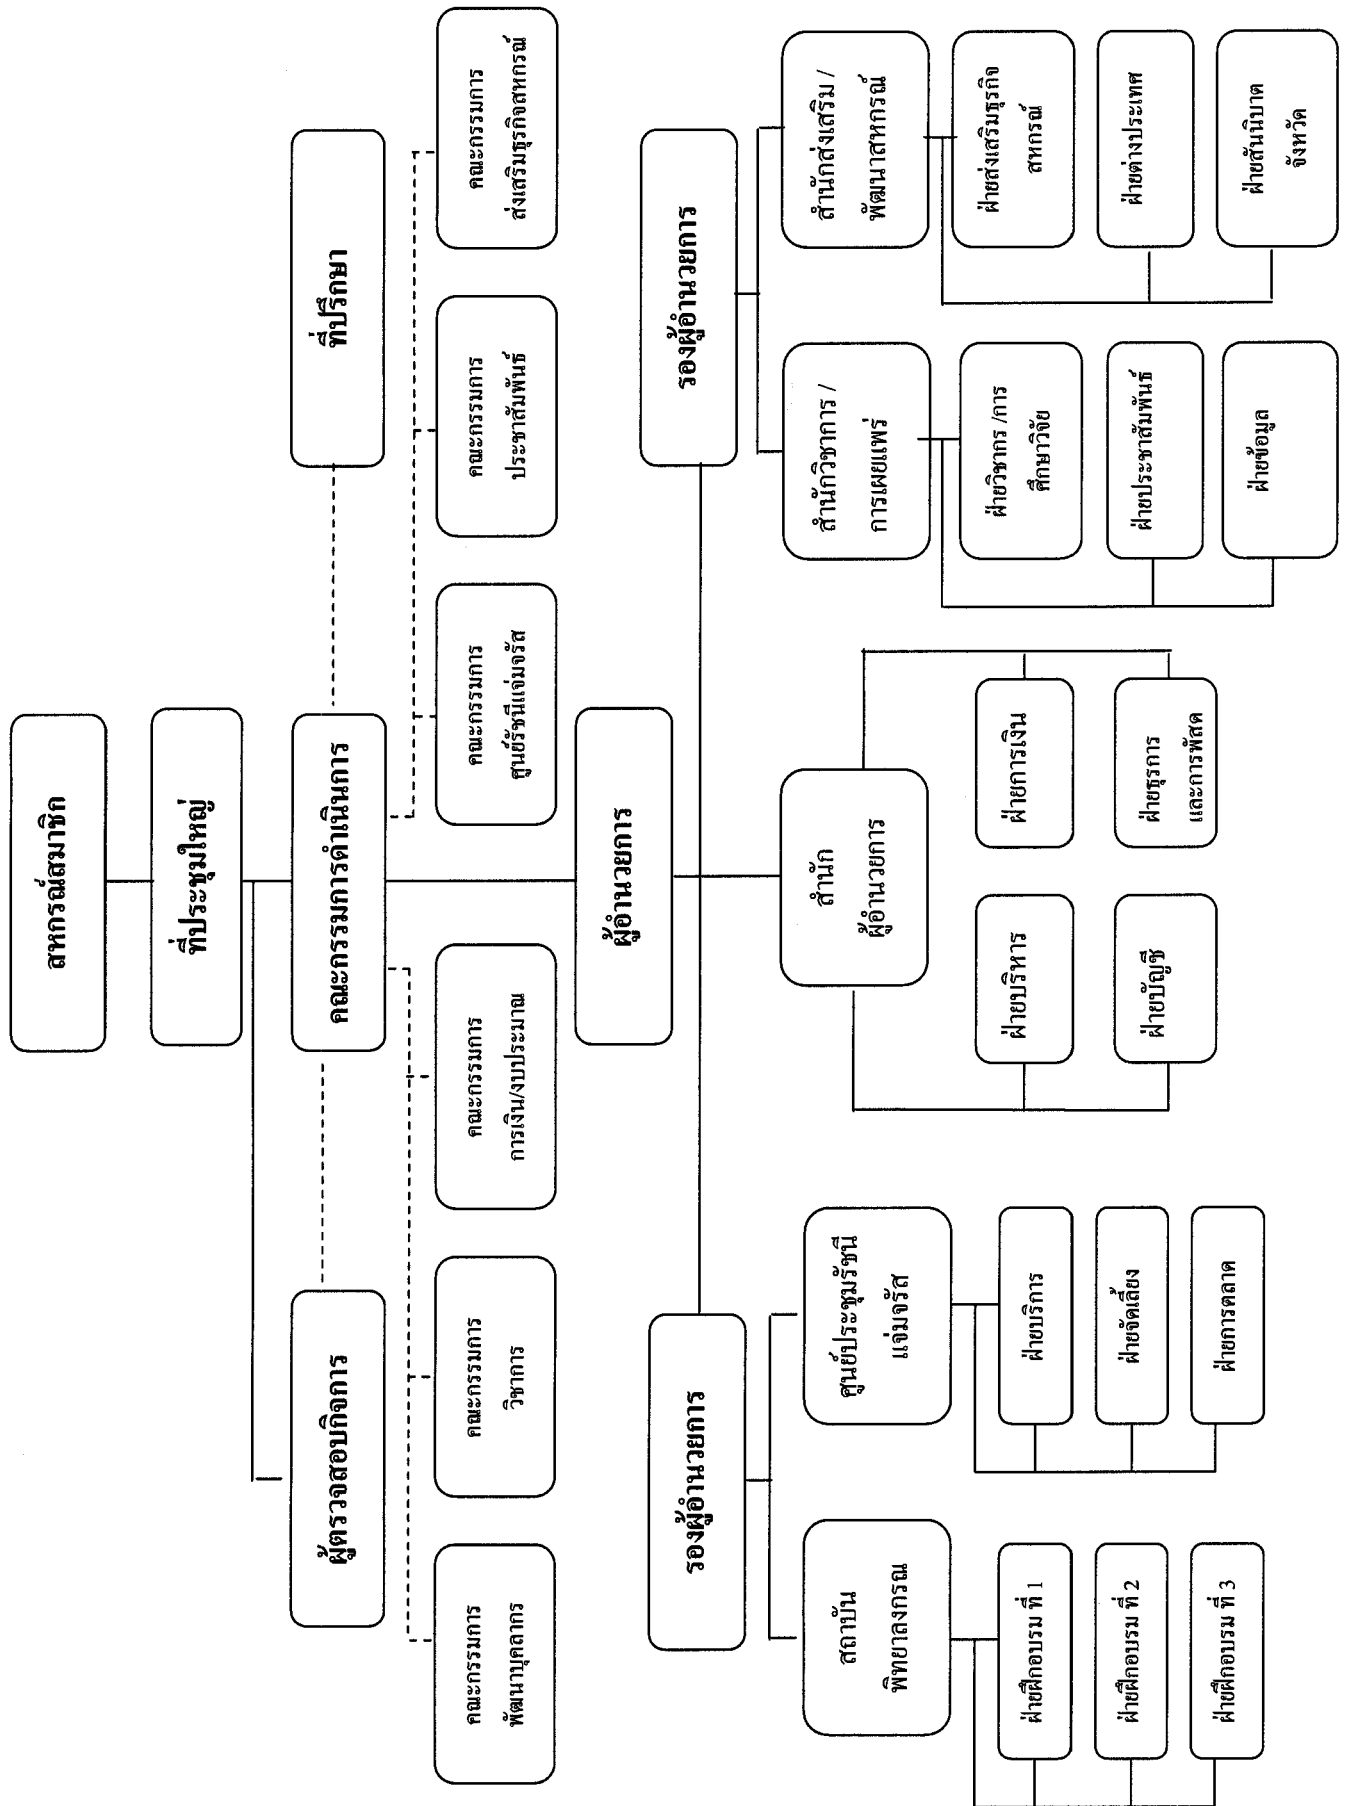 สหกรณ์สมาชิก
ที่ประชุมใหญ่
ผู้ตรวจสอบกิจการ
คณะกรรมการดำเนินการ
ที่ปรึกษา
คณะกรรมการ
พัฒนาบุคลากร
คณะกรรมการ
วิชาการ
คณะกรรมการ
การเงิน/งบประมาณ
คณะกรรมการ
ศูนย์รัชนีแจ่มจรัส
คณะกรรมการ
ประชาสัมพันธ์
คณะกรรมการ
ส่งเสริมธุรกิจสหกรณ์
ผู้อำนวยการ
รองผู้อำนวยการ
รองผู้อำนวยการ
สถาบัน
พิทยาลงกรณ
ศูนย์ประชุมรัชนี
แจ่มจรัส
สำนัก
ผู้อำนวยการ
สำนักวิชาการ /
การเผยแพร่
สำนักส่งเสริม /
พัฒนาสหกรณ์
ฝ่ายฝึกอบรม ที่ 1
ฝ่ายฝึกอบรม ที่ 2
ฝ่ายฝึกอบรม ที่ 3
ฝ่ายบริการ
ฝ่ายจัดเลี้ยง
ฝ่ายการตลาด
ฝ่ายบริหาร
ฝ่ายบัญชี
ฝ่ายการเงิน
ฝ่ายธุรการ
และการพัสดุ
ฝ่ายวิชาการ /การ
ศึกษาวิจัย
ฝ่ายประชาสัมพันธ์
ฝ่ายข้อมูล
ฝ่ายส่งเสริมธุรกิจ
สหกรณ์
ฝ่ายต่างประเทศ
ฝ่ายสันนิบาต
จังหวัด